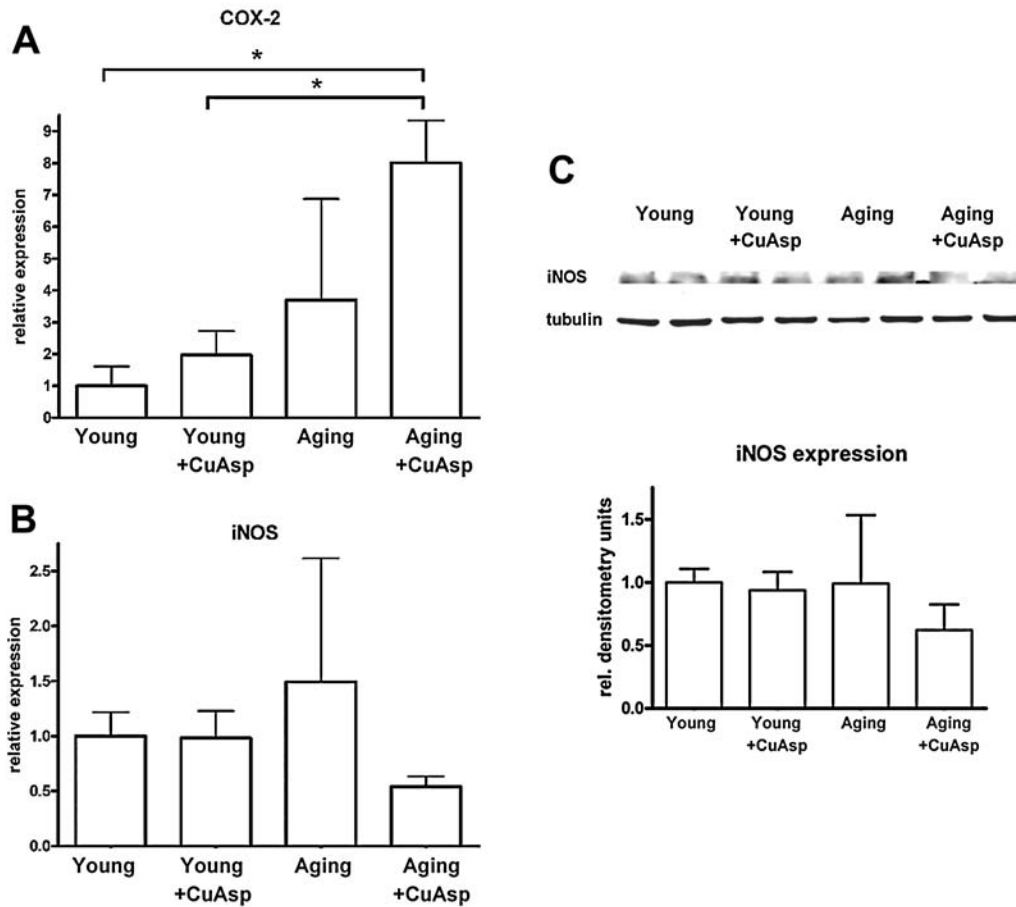 A
COX-2
*
*
relative expression
9
8
7
6
5
4
3
2
1
0
Young
Young
+CuAsp
Aging
Aging
+CuAsp
B
iNOS
relative expression
2.5
2.0
1.5
1.0
0.5
0.0
Young
Young
+CuAsp
Aging
Aging
+CuAsp
C
Young
Young
+CuAsp
Aging
Aging
+CuAsp
iNOS
tubulin
iNOS expression
rel. densitometry units
1.5
1.0
0.5
0.0
Young
Young
+CuAsp
Aging
Aging
+CuAsp